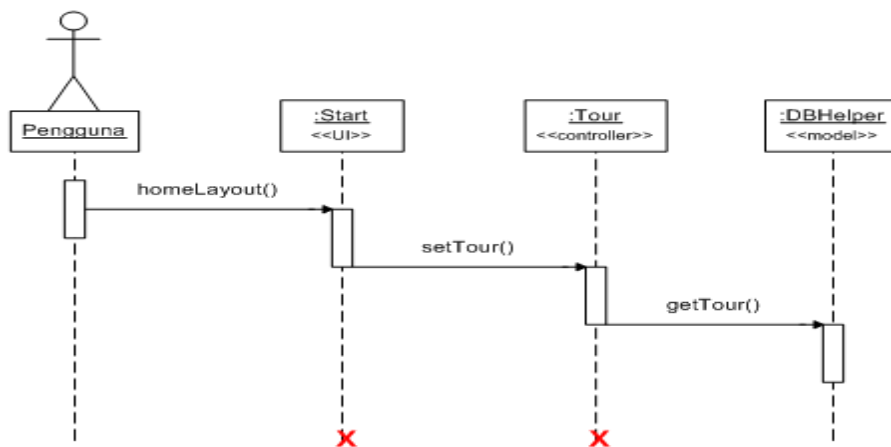 Pengguna
:Start
<<UI>>
:Tour
<<controller>>
:DBHelper
<<model>>
homeLayout()
setTour()
getTour()